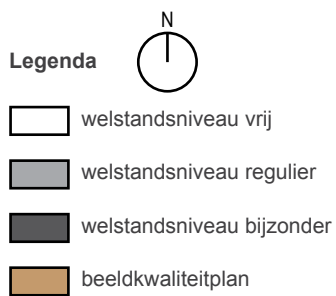 N
Legenda
welstandsniveau vrij
welstandsniveau regulier
welstandsniveau bijzonder
beeldkwaliteitplan